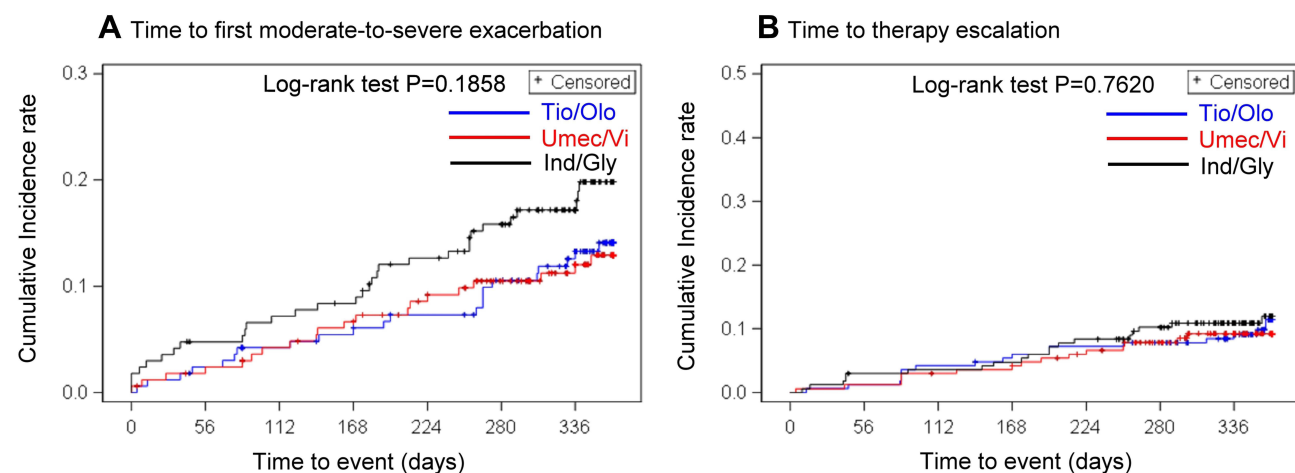 A Time to first moderate-to-severe exacerbation
Log-rank test P=0.1858
+ Censored
Tio/Olo
Umec/Vi
Ind/Gly
Cumulative Incidence rate
0.3
0.2
0.1
0.0
0 56 112 168 224 280 336
Time to event (days)
B Time to therapy escalation
Log-rank test P=0.7620
+ Censored
Tio/Olo
Umec/Vi
Ind/Gly
Cumulative Incidence rate
0.5
0.4
0.3
0.2
0.1
0.0
0 56 112 168 224 280 336
Time to event (days)